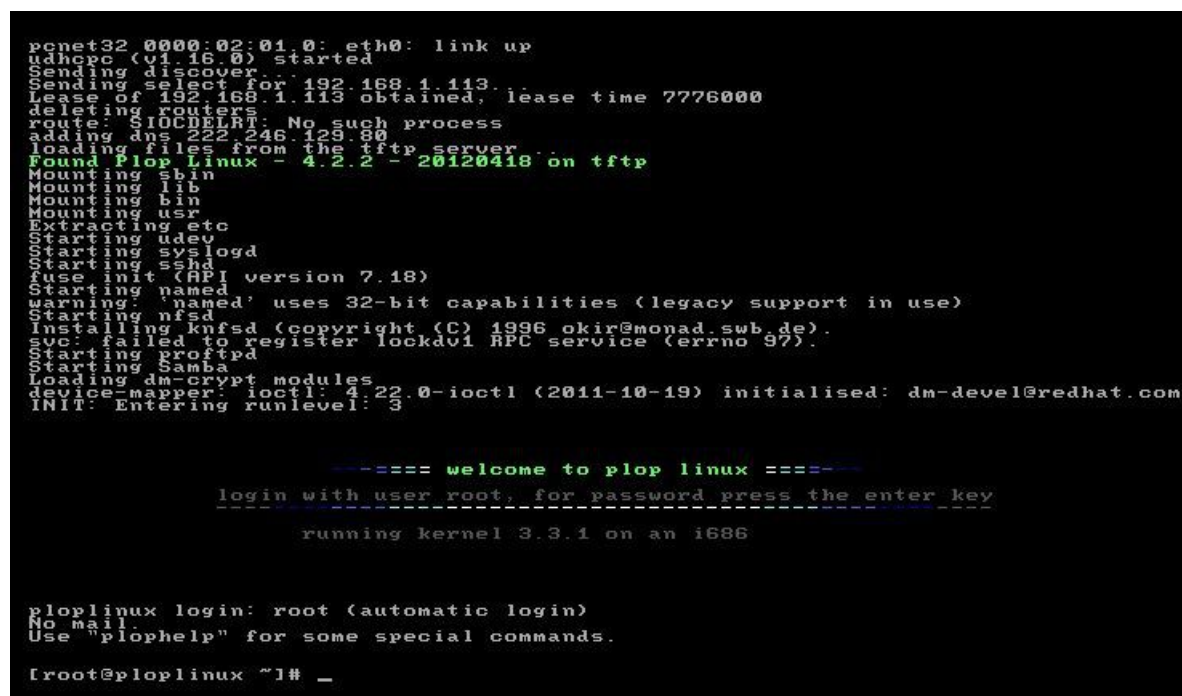 pcnet32 0000:02:01.0: eth0: link up
udhcpc (v1.16.0) started
Sending discover...
Sending select for 192.168.1.113...
Lease of 192.168.1.113 obtained, lease time 7776000
deleting routers
route: SIOCDELRT: No such process
adding dns 222.246.129.80
loading files from the tftp server...
Found Plop Linux - 4.2.2 - 20120418 on tftp
Mounting sbin
Mounting lib
Mounting bin
Mounting usr
Extracting etc
Starting udev
Starting syslogd
Starting sshd
fuse init (API version 7.18)
Starting named
warning: `named' uses 32-bit capabilities (legacy support in use)
Starting nfsd
Installing knfsd (copyright (C) 1996 okir@monad.swb.de).
svc: failed to register lockdv1 RPC service (errno 97).
Starting proftpd
Starting Samba
Loading dm-crypt modules
device-mapper: ioctl: 4.22.0-ioctl (2011-10-19) initialised: dm-devel@redhat.com
INIT: Entering runlevel: 3
---==== welcome to plop linux ====---
login with user root, for password press the enter key
running kernel 3.3.1 on an i686
ploplinux login: root (automatic login)
No mail.
Use "plophelp" for some special commands.
[root@ploplinux ~]# _